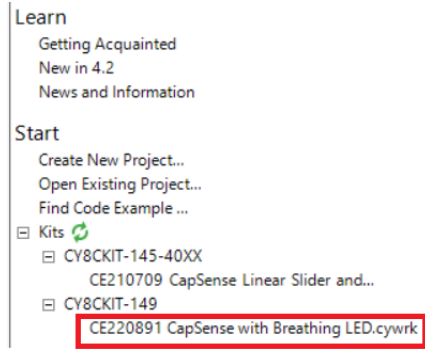 Learn
Getting Acquainted
New in 4.2
News and Information
Start
Create New Project...
Open Existing Project...
Find Code Example ...
Kits
CY8CKIT-145-40XX
CE210709 CapSense Linear Slider and...
CY8CKIT-149
CE220891 CapSense with Breathing LED.cywrk